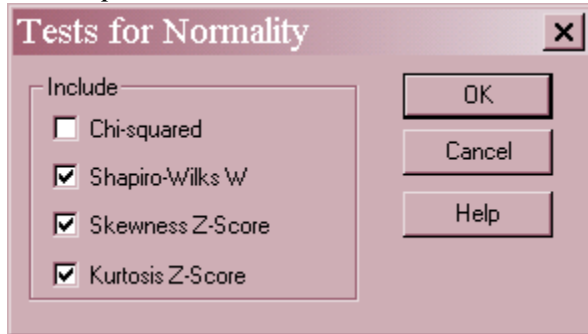 Tests for Normality
Include
Chi-squared
Shapiro-Wilks W
Skewness Z-Score
Kurtosis Z-Score
OK
Cancel
Help